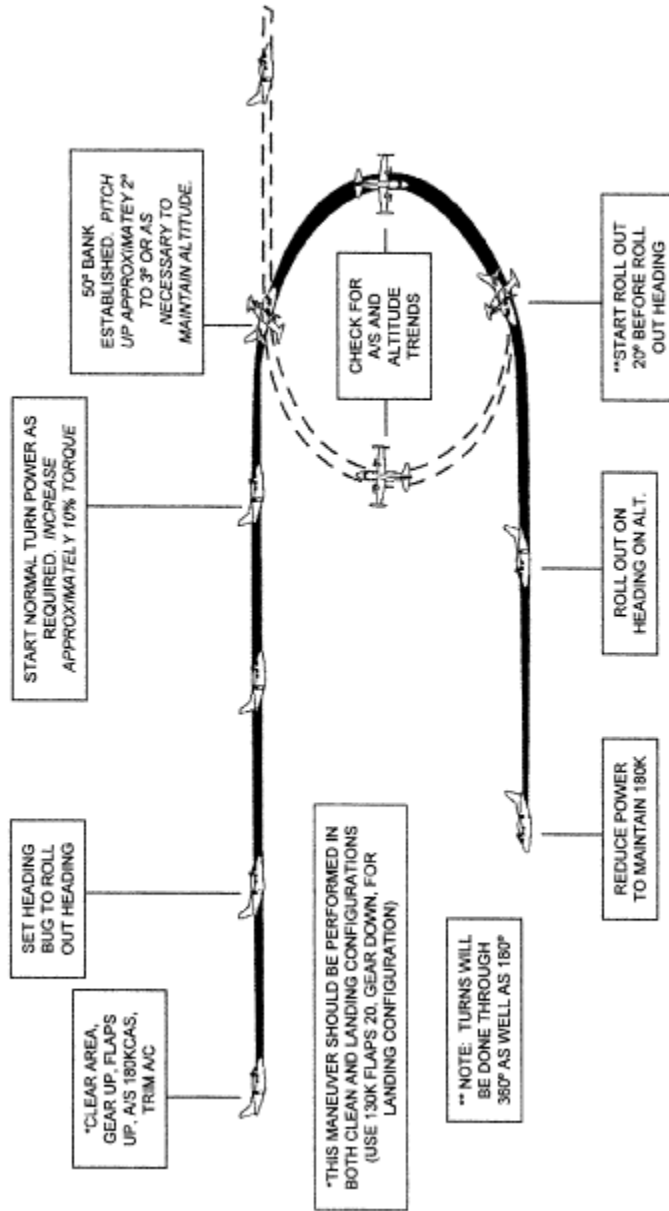 *CLEAR AREA,
GEAR UP, FLAPS
UP, A/S 180KCAS,
TRIM A/C
SET HEADING
BUG TO ROLL
OUT HEADING
START NORMAL TURN POWER AS
REQUIRED. INCREASE
APPROXIMATELY 10% TORQUE
50° BANK
ESTABLISHED. PITCH
UP APPROXIMATEY 2°
TO 3° OR AS
NECESSARY TO
MAINTAIN ALTITUDE.
CHECK FOR
A/S AND
ALTITUDE
TRENDS
**START ROLL OUT
20° BEFORE ROLL
OUT HEADING
ROLL OUT ON
HEADING ON ALT.
REDUCE POWER
TO MAINTAIN 180K
*THIS MANEUVER SHOULD BE PERFORMED IN
BOTH CLEAN AND LANDING CONFIGURATIONS
(USE 130K FLAPS 20, GEAR DOWN, FOR
LANDING CONFIGURATION)
** NOTE: TURNS WILL
BE DONE THROUGH
360° AS WELL AS 180°